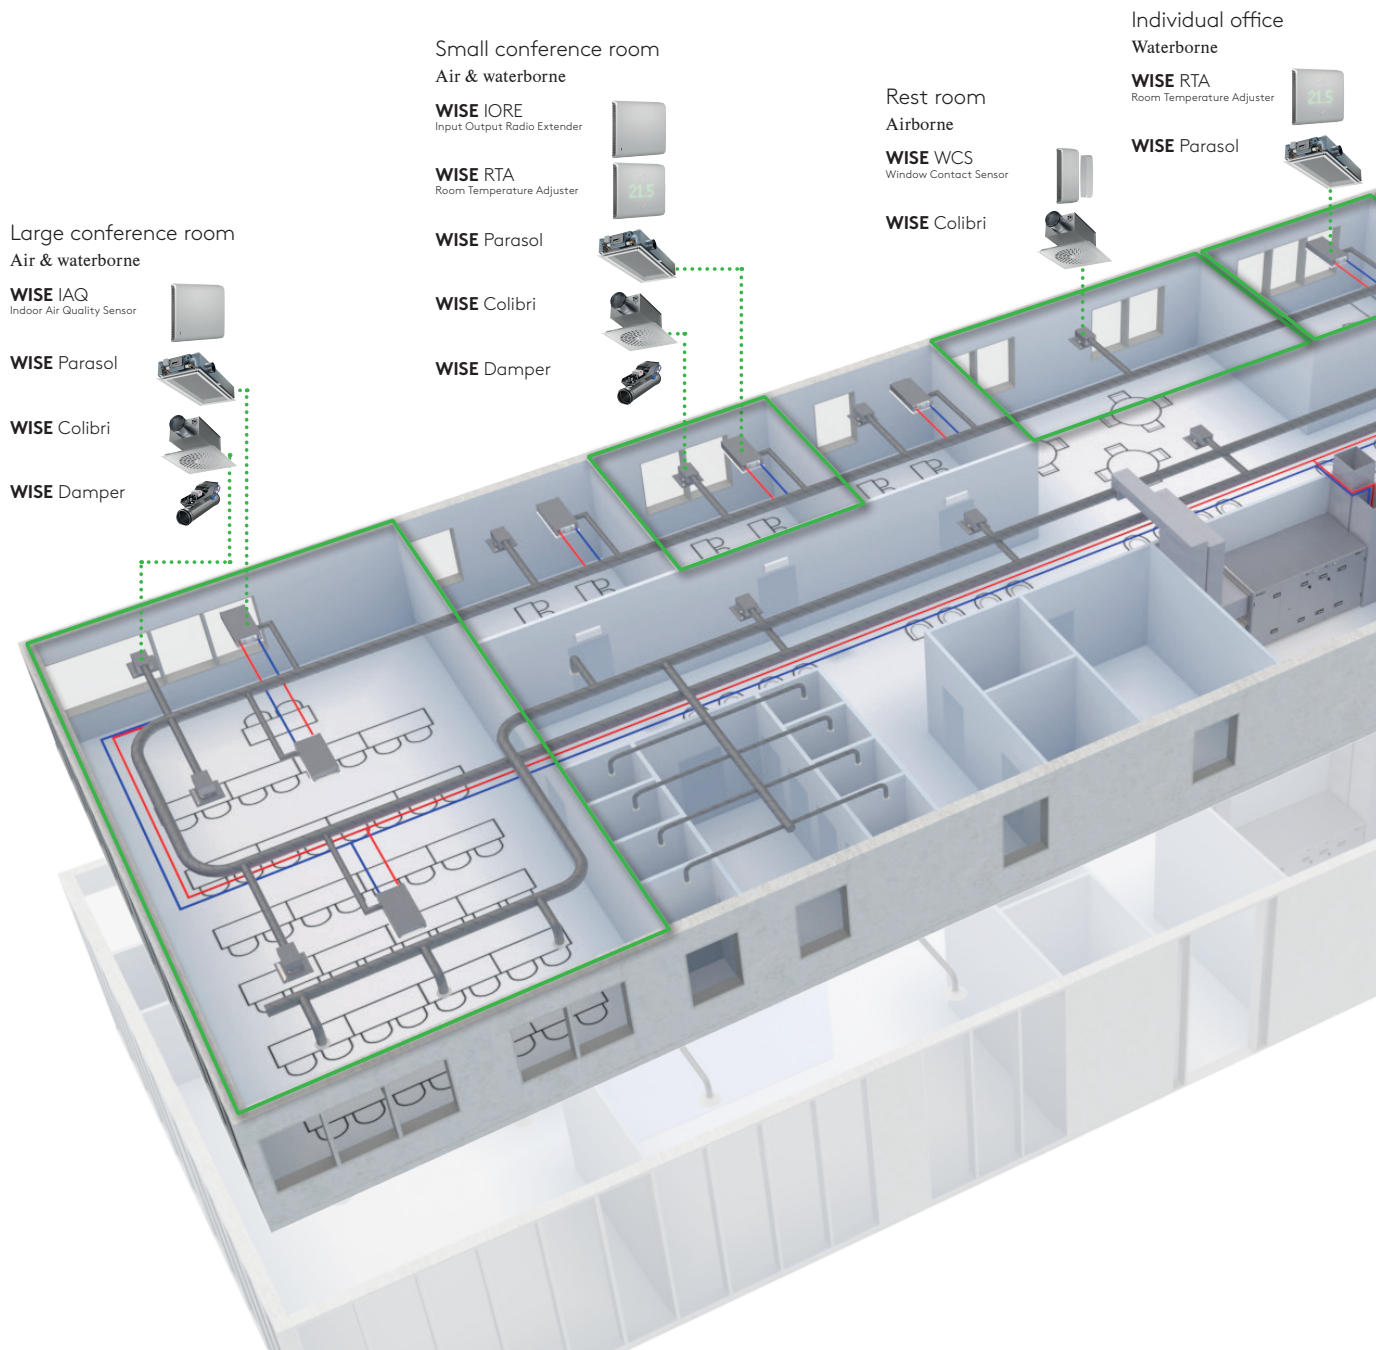 Large conference room
Air & waterborne
WISE IAQ
Indoor Air Quality Sensor
WISE Parasol
WISE Colibri
WISE Damper
Small conference room
Air & waterborne
WISE IORE
Input Output Radio Extender
WISE RTA
Room Temperature Adjuster
21.5
WISE Parasol
WISE Colibri
WISE Damper
Rest room
Airborne
WISE WCS
Window Contact Sensor
WISE Colibri
Individual office
Waterborne
WISE RTA
Room Temperature Adjuster
21.5
WISE Parasol